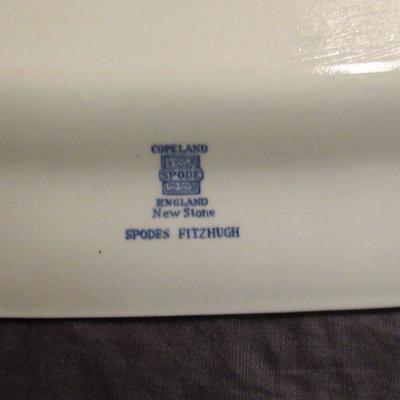 COPELAND
SPODE
ENGLAND
New Stone
SPODES FITZHUGH